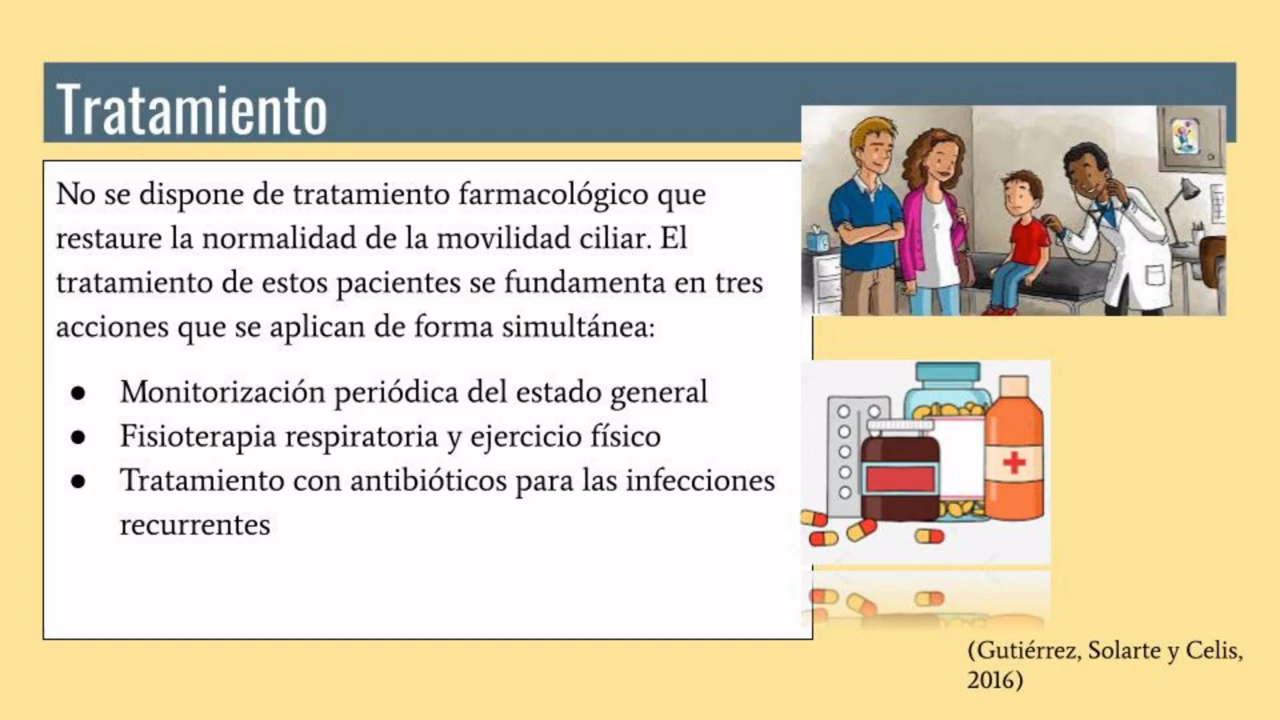 Tratamiento
No se dispone de tratamiento farmacológico que
restaure la normalidad de la movilidad ciliar. El
tratamiento de estos pacientes se fundamenta en tres
acciones que se aplican de forma simultánea:
● Monitorización periódica del estado general
● Fisioterapia respiratoria y ejercicio físico
● Tratamiento con antibióticos para las infecciones
recurrentes
(Gutiérrez, Solarte y Celis,
2016)